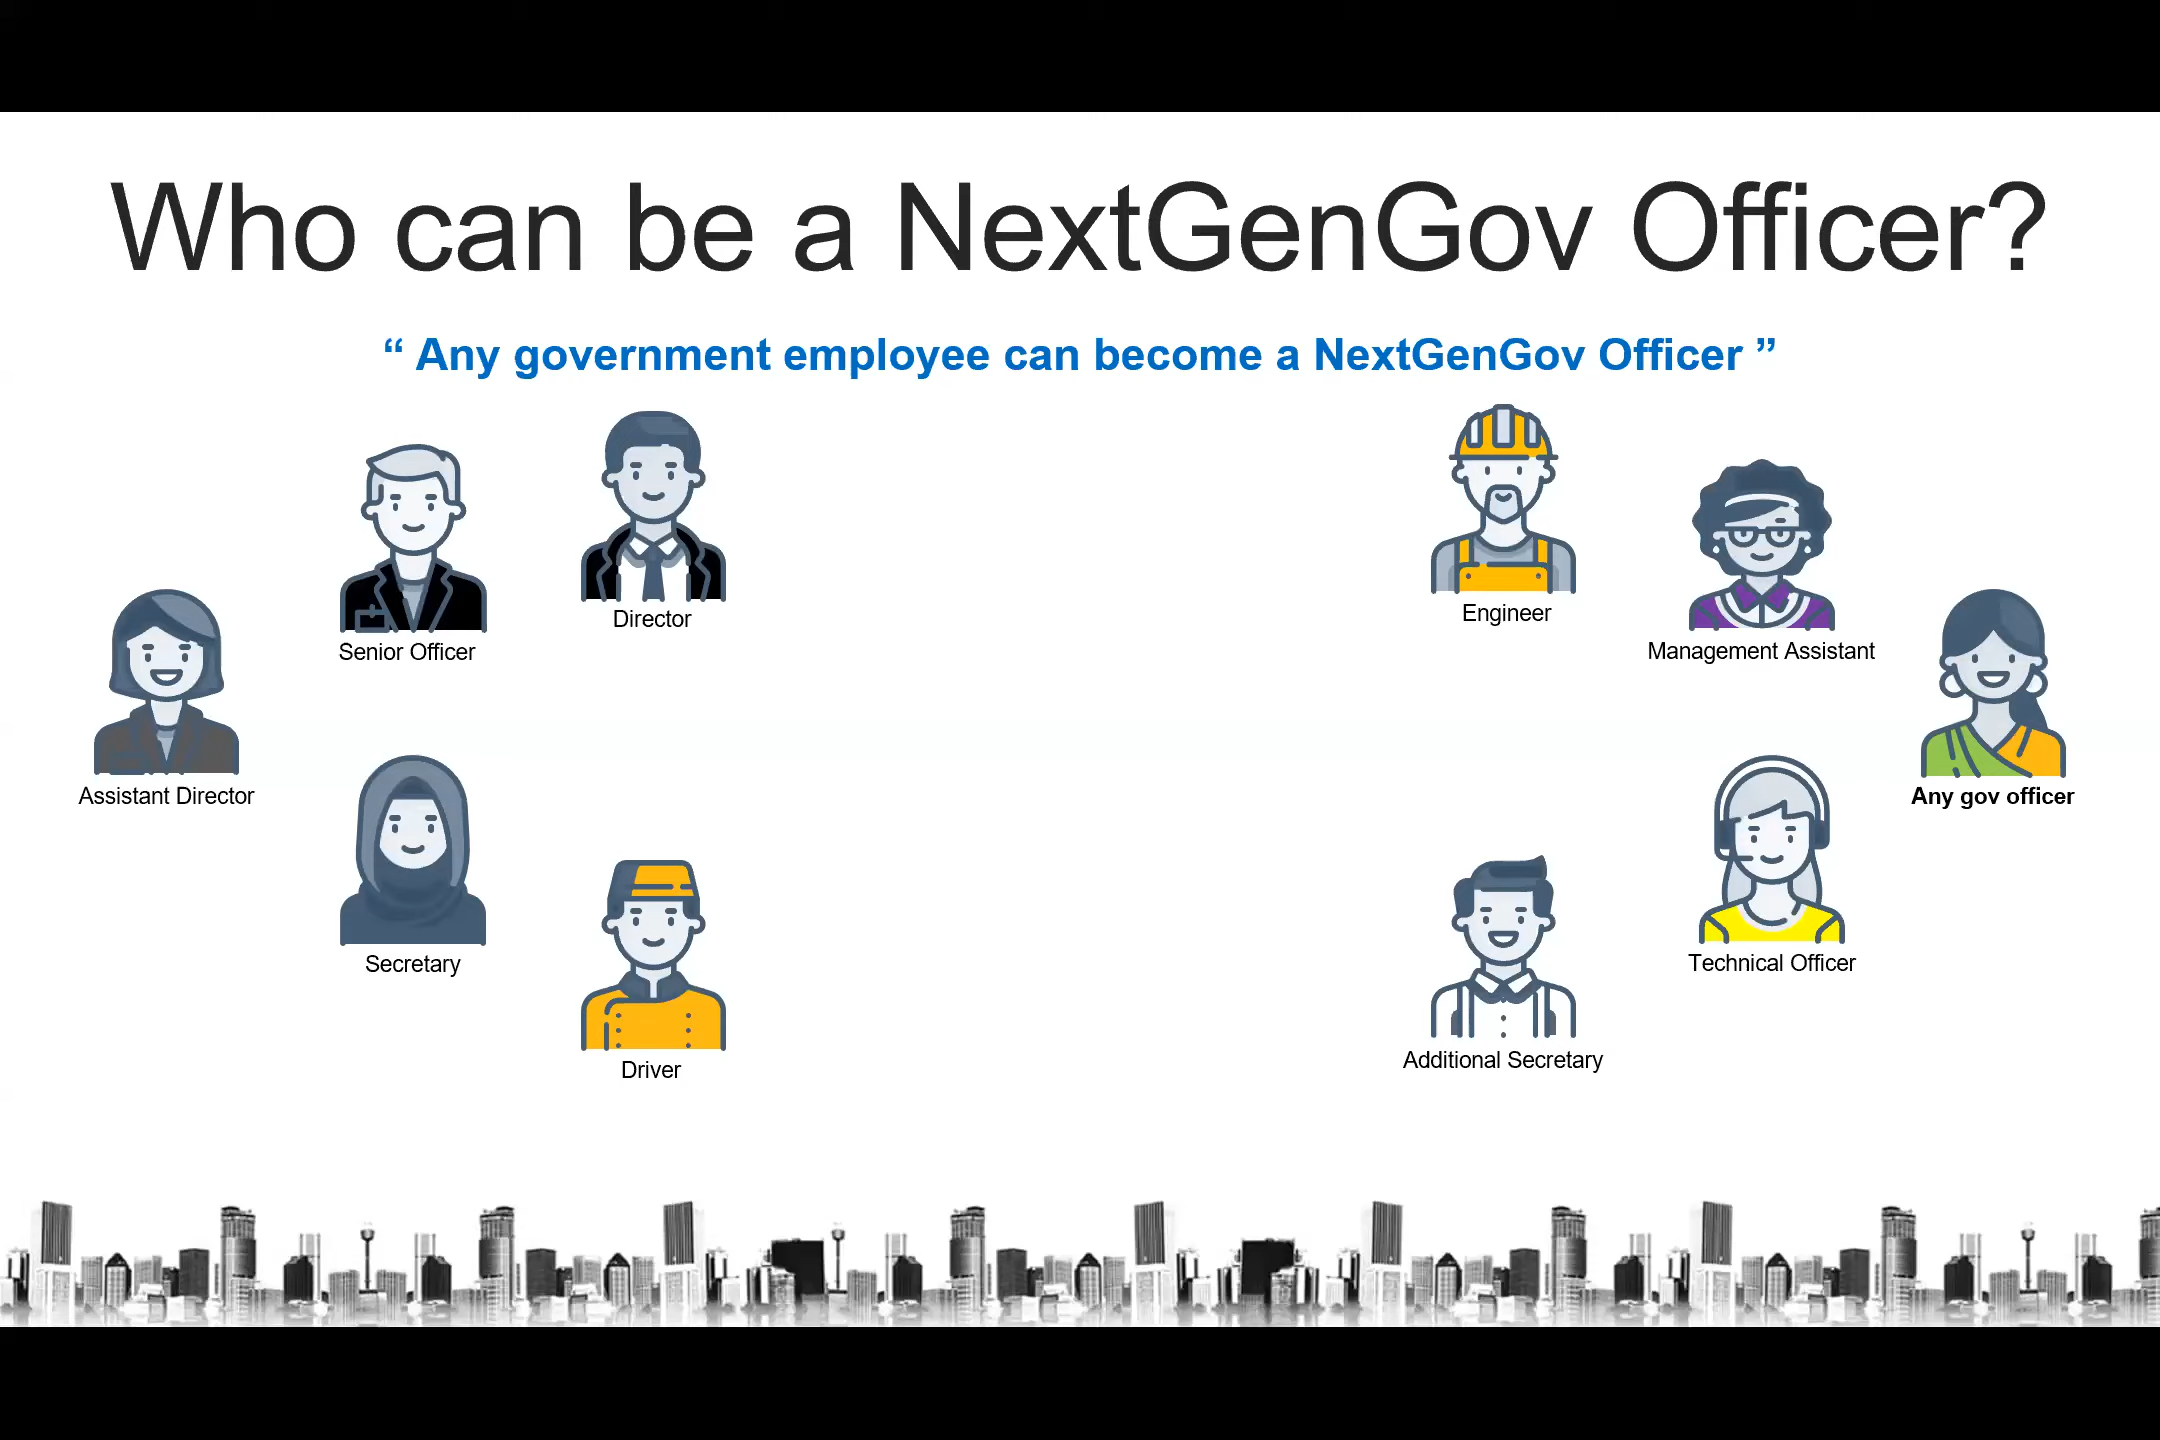 Who can be a NextGenGov Officer?
“ Any government employee can become a NextGenGov Officer ”
Director
Engineer
Senior Officer
Management Assistant
Assistant Director
Any gov officer
Secretary
Technical Officer
Driver
Additional Secretary